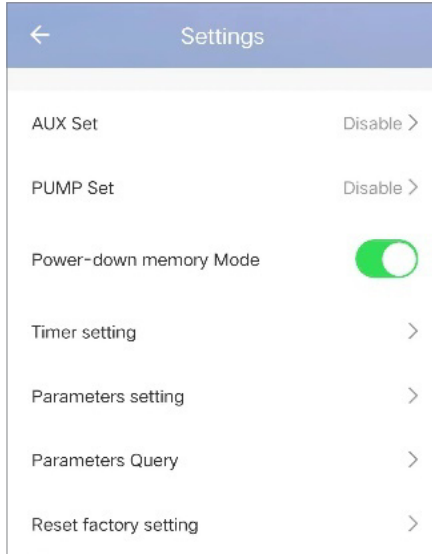 Settings
AUX Set Disable
PUMP Set Disable
Power-down memory Mode
Timer setting
Parameters setting
Parameters Query
Reset factory setting